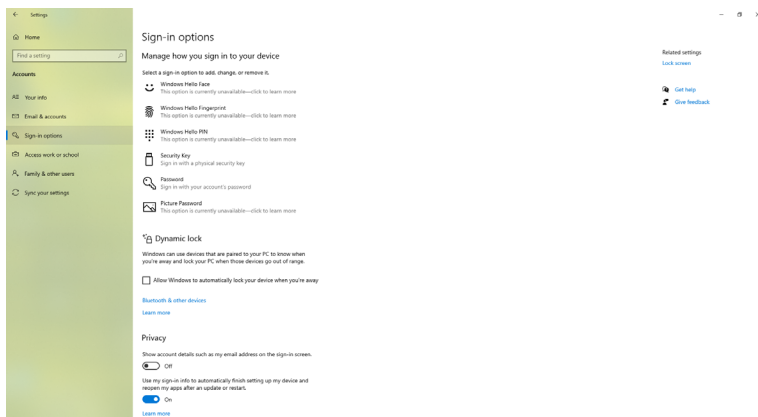 Settings
Home
Find a setting
Accounts
Your info
Email & accounts
Sign-in options
Access work or school
Family & other users
Sync your settings
Sign-in options
Manage how you sign in to your device
Select a sign-in option to add, change, or remove it.
Windows Hello Face
This option is currently unavailable—click to learn more
Windows Hello Fingerprint
This option is currently unavailable—click to learn more
Windows Hello PIN
This option is currently unavailable—click to learn more
Security Key
Sign in with a physical security key
Password
Sign in with your account's password
Picture Password
This option is currently unavailable—click to learn more
Dynamic lock
Windows can use devices that are paired to your PC to know when
you're away and lock your PC when those devices go out of range.
Allow Windows to automatically lock your device when you're away
Bluetooth & other devices
Learn more
Privacy
Show account details such as my email address on the sign-in screen.
Off
Use my sign-in info to automatically finish setting up my device and
reopen my apps after an update or restart.
On
Learn more
Related settings
Lock screen
Get help
Give feedback